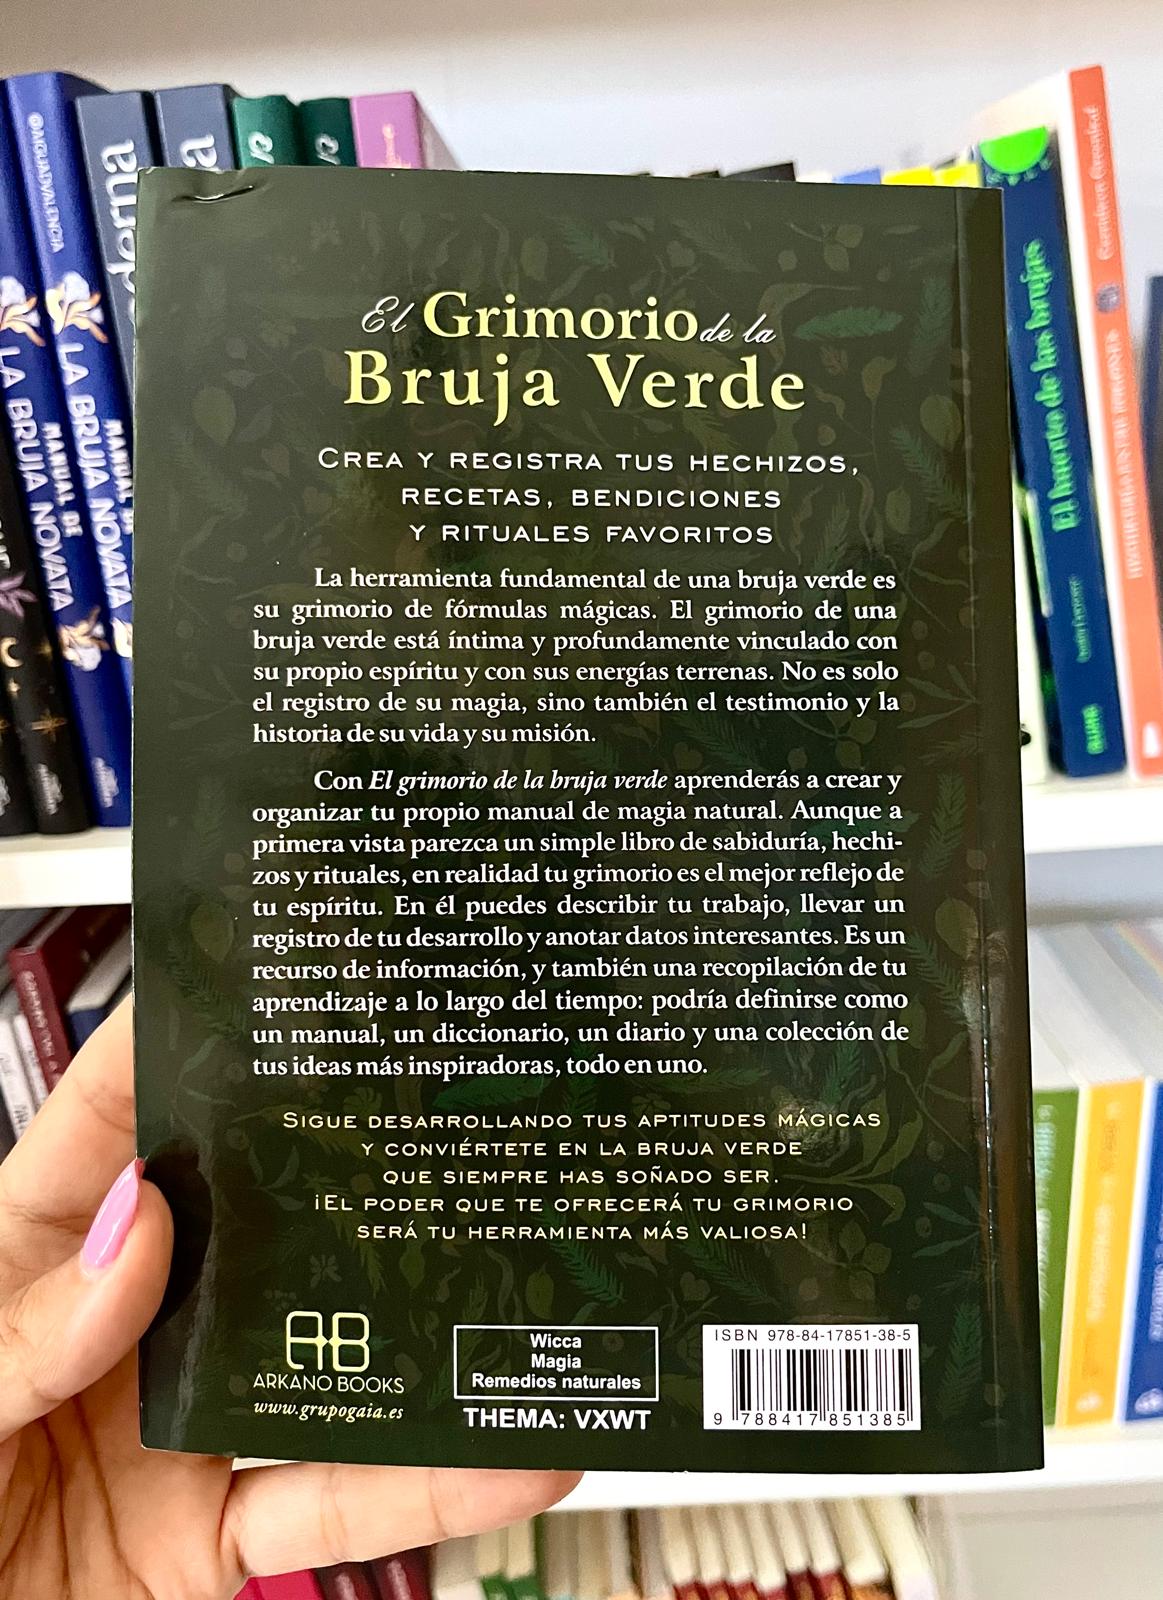 @AIGUADVALENCIA
MANUAL DE
LA BRUJA NOVATA
MANUAL DE
LA BRUJA NOVATA
El Grimorio de la
Bruja Verde
CREA Y REGISTRA TUS HECHIZOS,
RECETAS, BENDICIONES
Y RITUALES FAVORITOS
La herramienta fundamental de una bruja verde es
su grimorio de fórmulas mágicas. El grimorio de una
bruja verde está íntima y profundamente vinculado con
su propio espíritu y con sus energías terrenas. No es solo
el registro de su magia, sino también el testimonio y la
historia de su vida y su misión.
Con El grimorio de la bruja verde aprenderás a crear y
organizar tu propio manual de magia natural. Aunque a
primera vista parezca un simple libro de sabiduría, hechi-
zos y rituales, en realidad tu grimorio es el mejor reflejo de
tu espíritu. En él puedes describir tu trabajo, llevar un
registro de tu desarrollo y anotar datos interesantes. Es un
recurso de información, y también una recopilación de tu
aprendizaje a lo largo del tiempo: podría definirse como
un manual, un diccionario, un diario y una colección de
tus ideas más inspiradoras, todo en uno.
SIGUE DESARROLLANDO TUS APTITUDES MÁGICAS
Y CONVIÉRTETE EN LA BRUJA VERDE
QUE SIEMPRE HAS SOÑADO SER.
¡EL PODER QUE TE OFRECERÁ TU GRIMORIO
SERÁ TU HERRAMIENTA MÁS VALIOSA!
AB
ARKANO BOOKS
www.grupogaia.es
Wicca
Magia
Remedios naturales
THEMA: VXWT
ISBN 978-84-17851-38-5
9 788417 851385
El huerto de las brujas